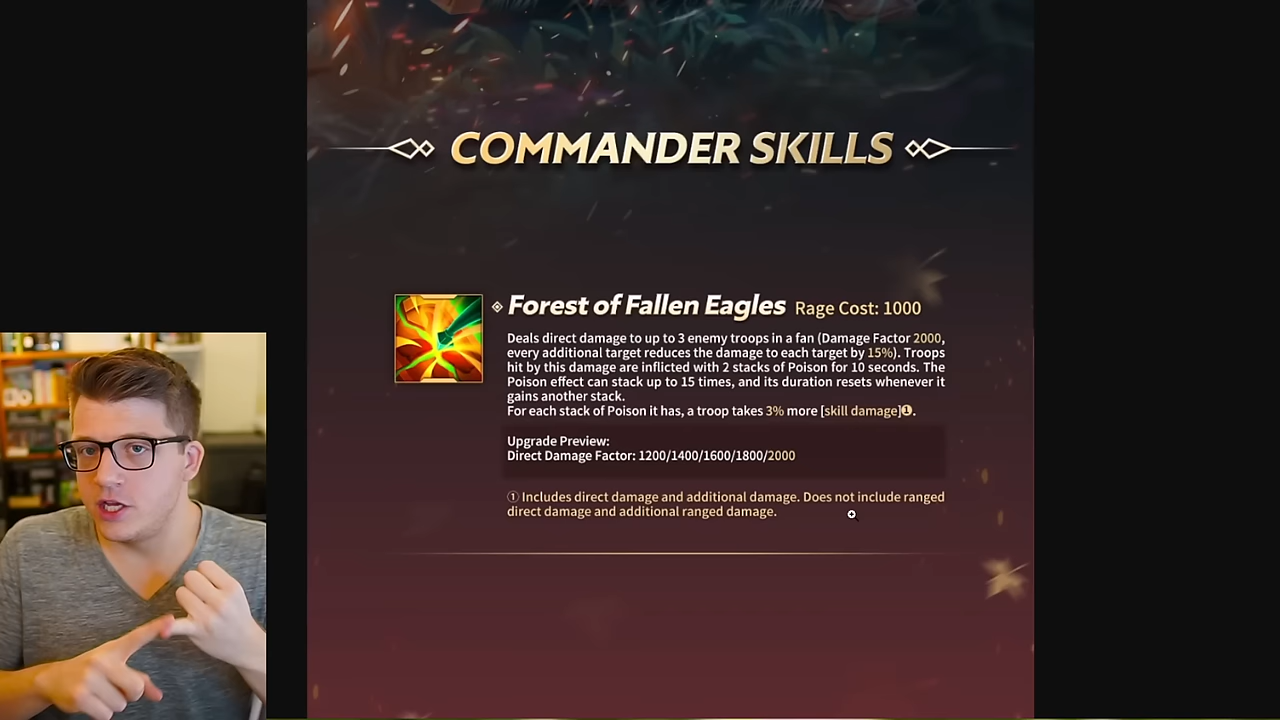 COMMANDER SKILLS
Forest of Fallen Eagles Rage Cost: 1000
Deals direct damage to up to 3 enemy troops in a fan (Damage Factor 2000,
every additional target reduces the damage to each target by 15%). Troops
hit by this damage are inflicted with 2 stacks of Poison for 10 seconds. The
Poison effect can stack up to 15 times, and its duration resets whenever it
gains another stack.
For each stack of Poison it has, a troop takes 3% more [skill damage]❶.
Upgrade Preview:
Direct Damage Factor: 1200/1400/1600/1800/2000
① Includes direct damage and additional damage. Does not include ranged
direct damage and additional ranged damage.